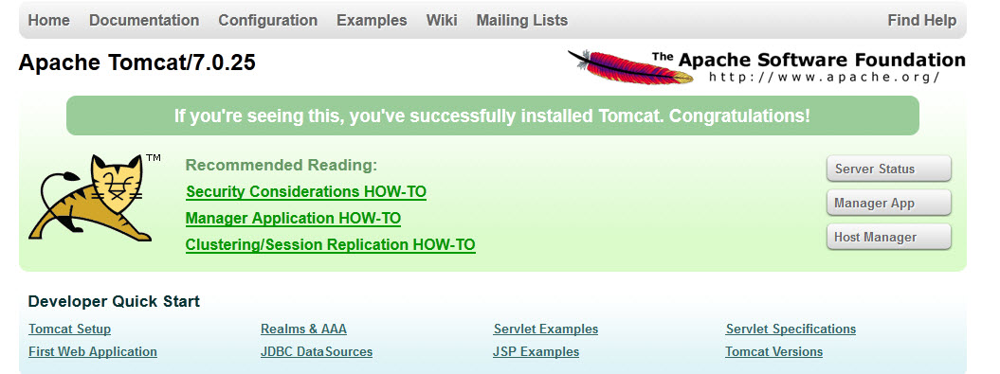 Home Documentation Configuration Examples Wiki Mailing Lists Find Help
Apache Tomcat/7.0.25
The Apache Software Foundation
http://www.apache.org/
If you're seeing this, you've successfully installed Tomcat. Congratulations!
TM
Recommended Reading:
Security Considerations HOW-TO
Manager Application HOW-TO
Clustering/Session Replication HOW-TO
Server Status
Manager App
Host Manager
Developer Quick Start
Tomcat Setup Realms & AAA Servlet Examples Servlet Specifications
First Web Application JDBC DataSources JSP Examples Tomcat Versions